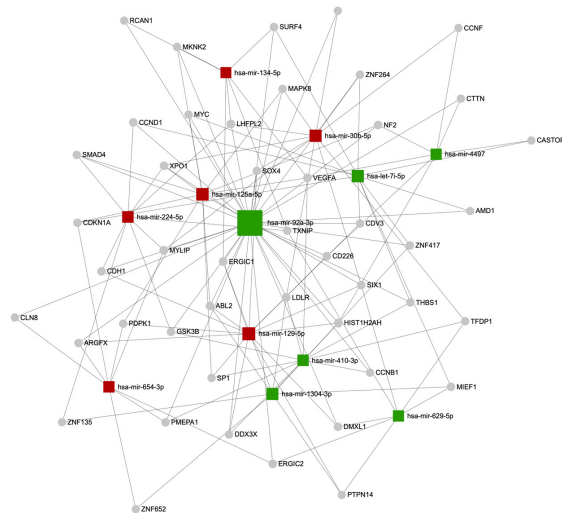 RCAN1
SURF4
CCNF
MKNK2
hsa-mir-134-5p
ZNF264
MAPK8
CTTN
MYC
LHFPL2
CCND1
NF2
hsa-mir-30b-5p
CASTOR
SMAD4
hsa-mir-4497
XPO1
SOX4
VEGFA
hsa-let-7i-5p
hsa-mir-125a-5p
AMD1
hsa-mir-224-5p
CDKN1A
hsa-mir-92a-3p
CDV3
TXNIP
ZNF417
MYLIP
CD226
ERGIC1
CDH1
SIX1
LDLR
THBS1
ABL2
CLN8
PDPK1
HIST1H2AH
TFDP1
GSK3B
hsa-mir-129-5p
ARGFX
hsa-mir-410-3p
CCNB1
SP1
hsa-mir-654-3p
MIEF1
hsa-mir-1304-3p
hsa-mir-629-5p
ZNF135
PMEPA1
DMXL1
DDX3X
ERGIC2
PTPN14
ZNF652